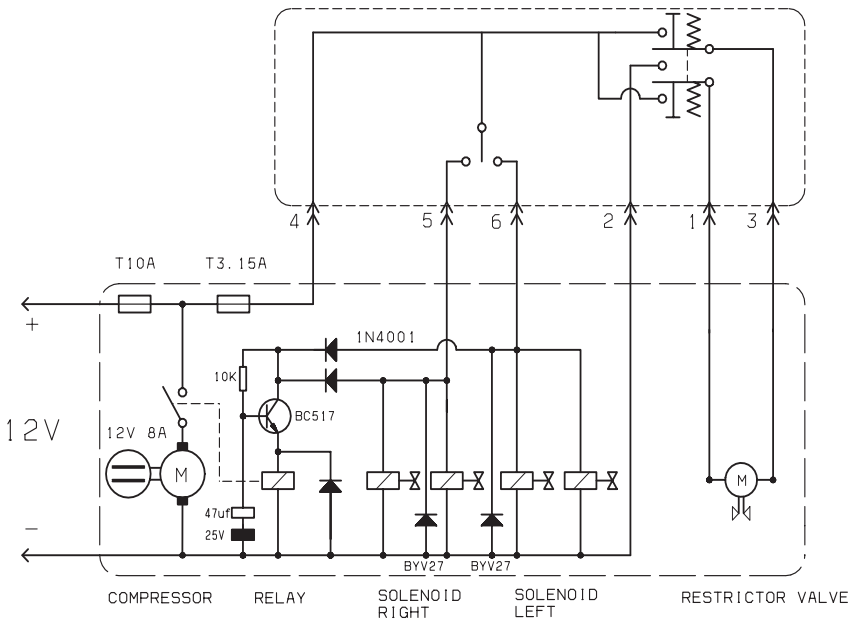 4
5
6
2
1
3
T10A
T3.15A
+
1N4001
10K
BC517
12V
12V 8A
M
M
47uf
25V
-
BYV27
BYV27
COMPRESSOR
RELAY
SOLENOID
RIGHT
SOLENOID
LEFT
RESTRICTOR VALVE